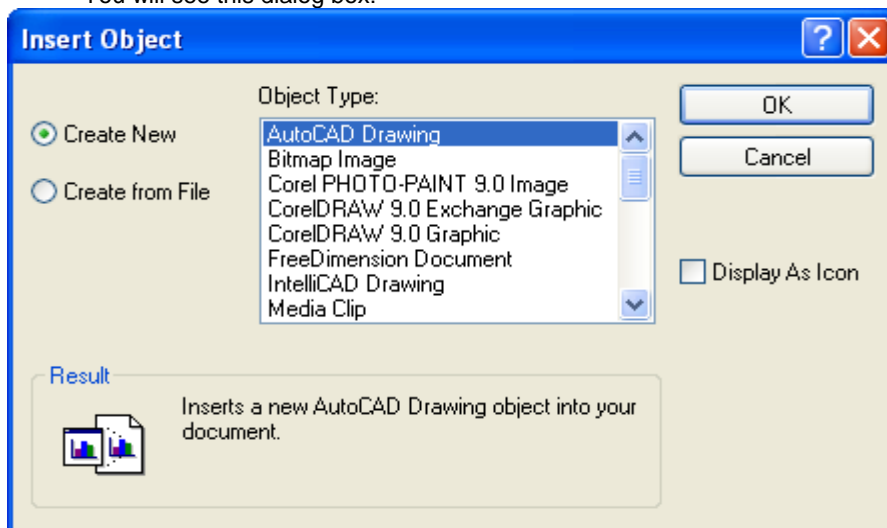 You will see this dialog box:
Insert Object
Object Type:
OK
Create New
AutoCAD Drawing
Bitmap Image
Cancel
Create from File
Corel PHOTO-PAINT 9.0 Image
CorelDRAW 9.0 Exchange Graphic
CorelDRAW 9.0 Graphic
FreeDimension Document
Display As Icon
IntelliCAD Drawing
Media Clip
Result
Inserts a new AutoCAD Drawing object into your
document.